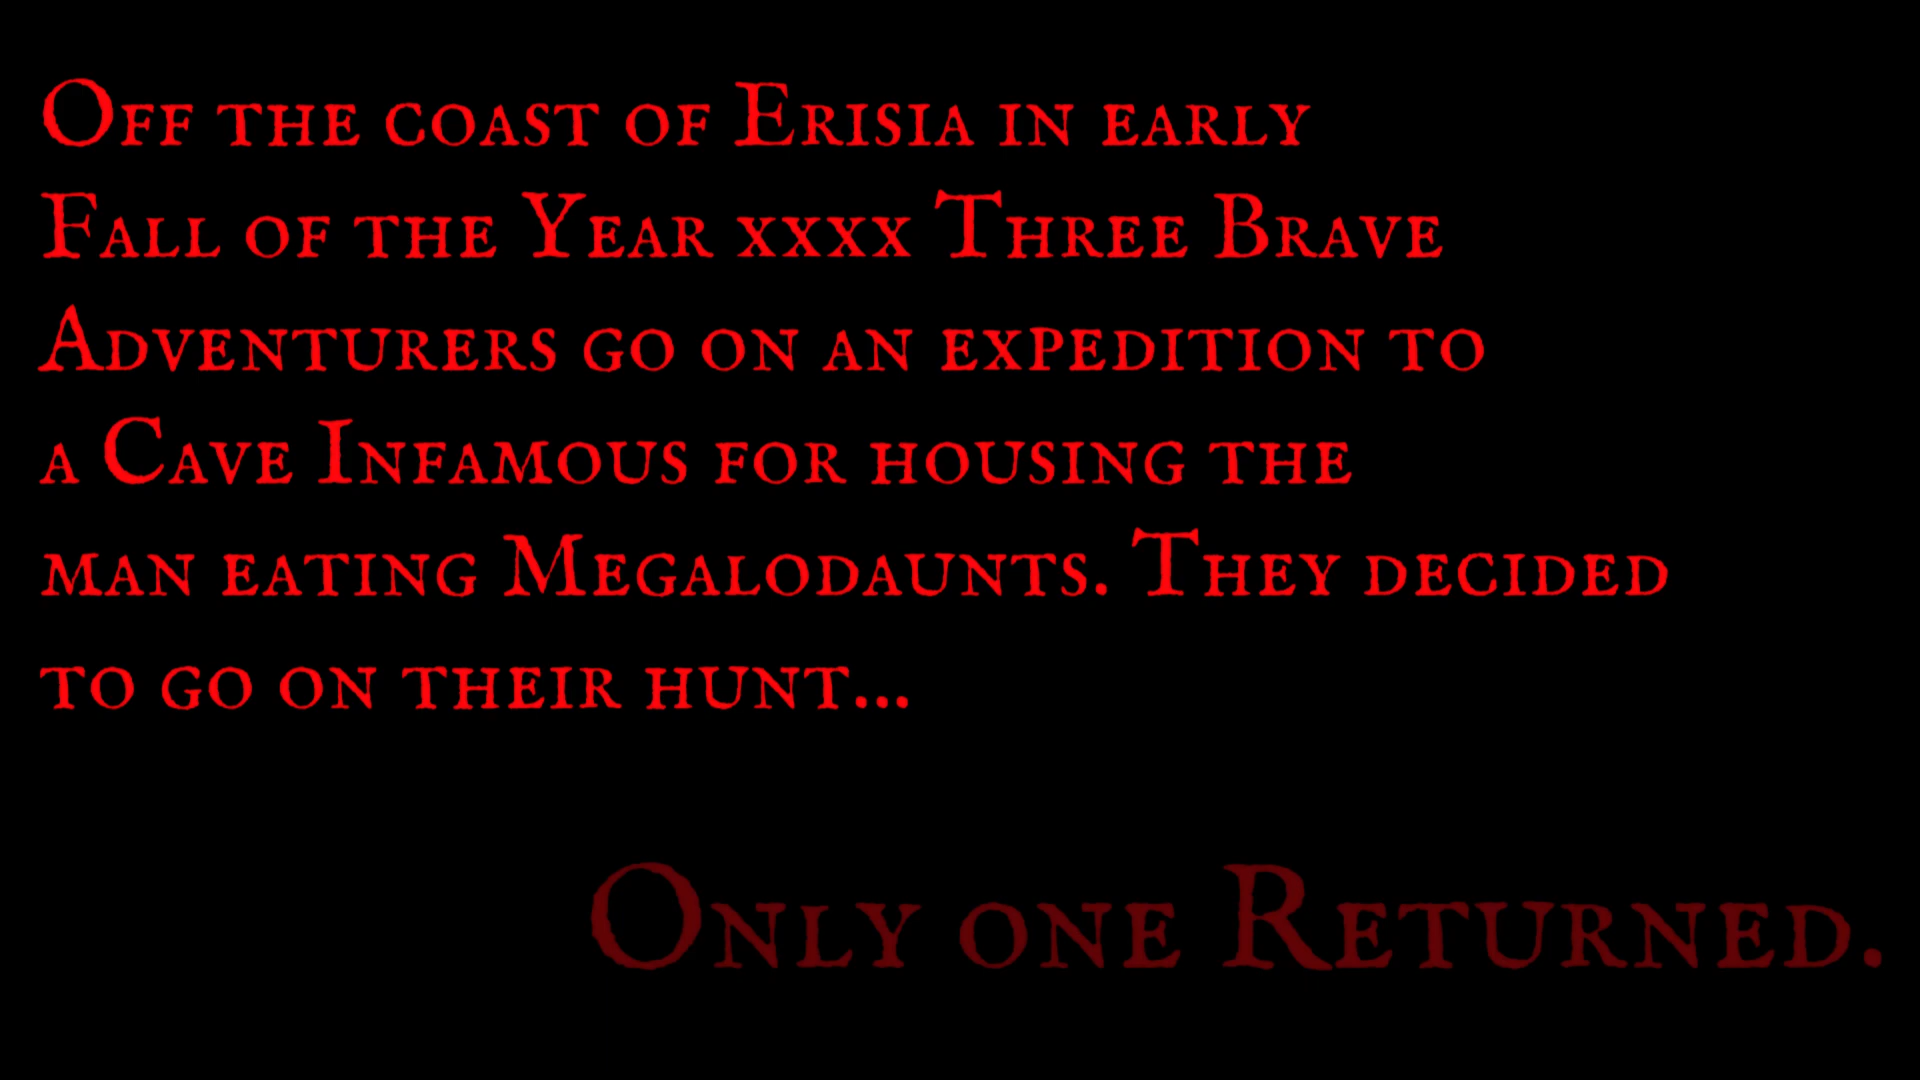 Off the coast of Erisia in early
Fall of the Year xxxx Three Brave
Adventurers go on an expedition to
a Cave Infamous for housing the
man eating Megalodaunts. They decided
to go on their hunt...
Only one Returned.